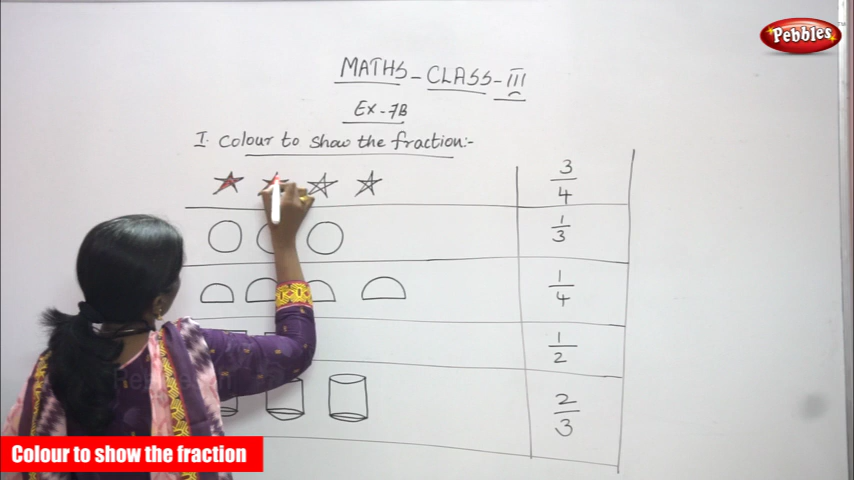 Pebbles
MATHS - CLASS - III
Ex - 7B
I. Colour to show the fraction:-
3/4
1/3
1/4
1/2
2/3
Colour to show the fraction